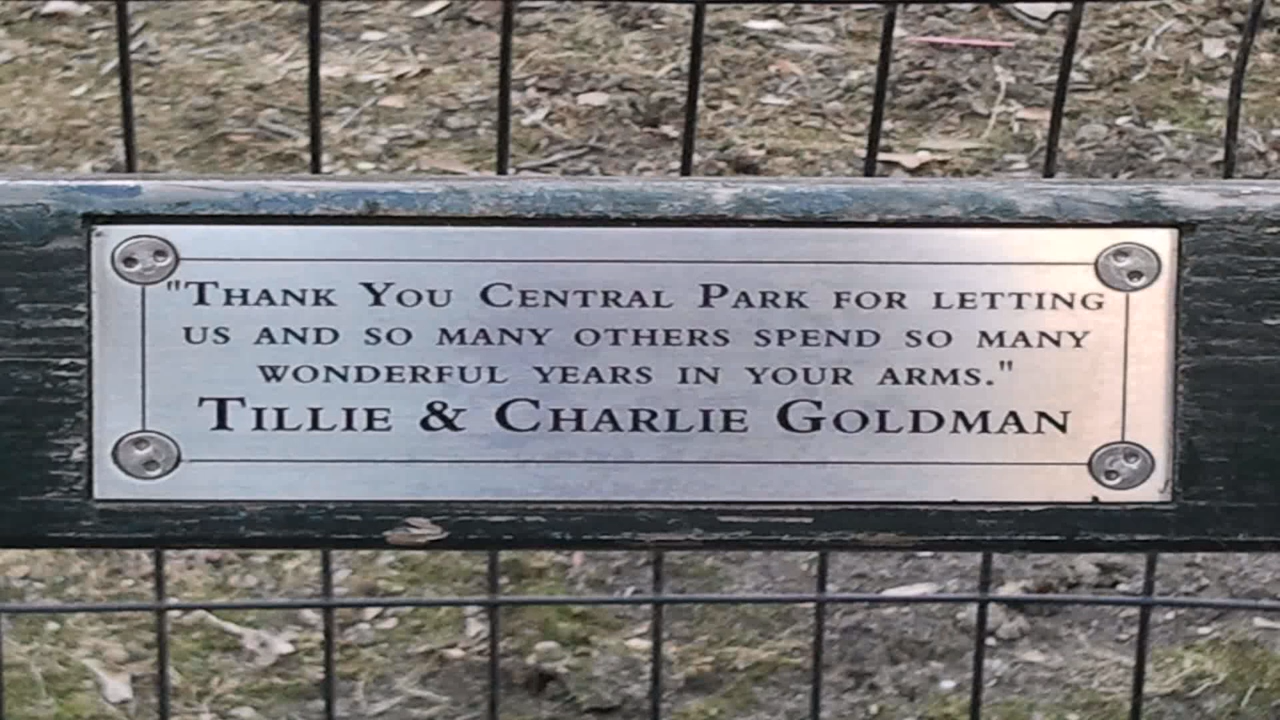 "Thank You Central Park for letting
us and so many others spend so many
wonderful years in your arms."
Tillie & Charlie Goldman